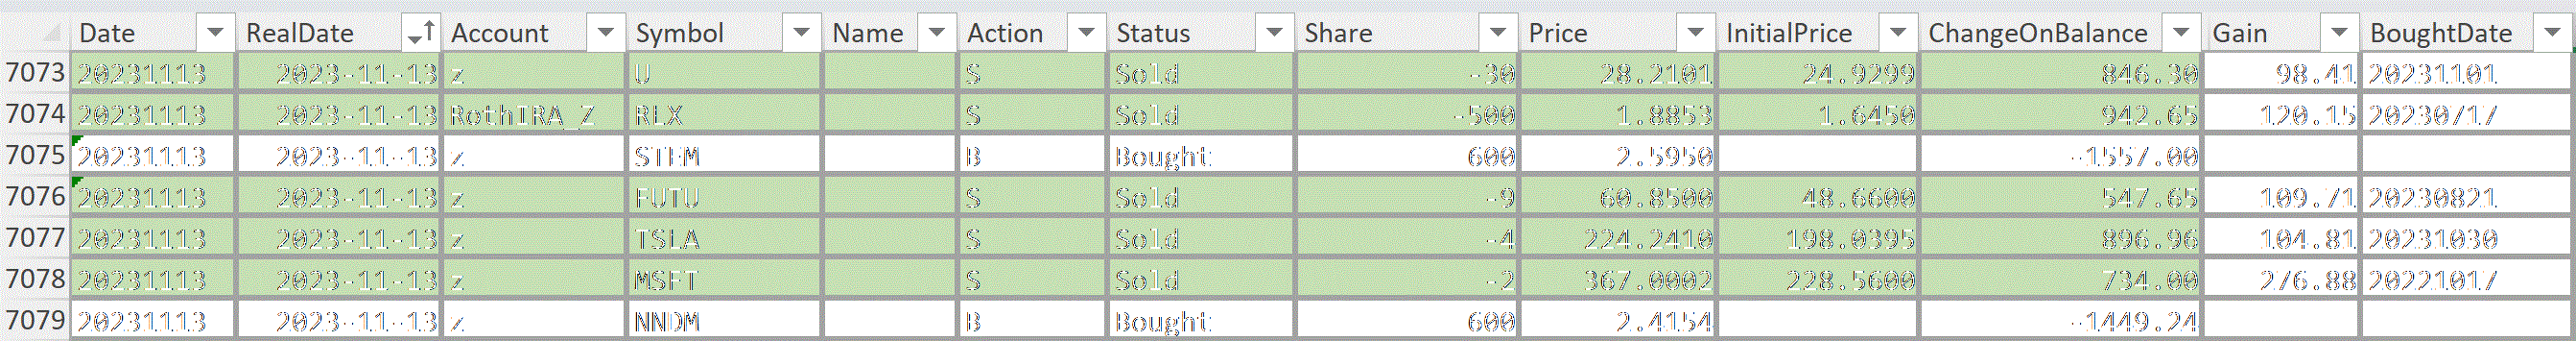 Date RealDate Account Symbol Name Action Status Share Price InitialPrice ChangeOnBalance Gain BoughtDate
7073 20231113 2023-11-13 z U S Sold -30 28.2101 24.9299 846.30 98.41 20231101
7074 20231113 2023-11-13 RothIRA_Z RLX S Sold -500 1.8853 1.6450 942.65 120.15 20230717
7075 20231113 2023-11-13 z STEM B Bought 600 2.5950 -1557.00
7076 20231113 2023-11-13 z FUTU S Sold -9 60.8500 48.6600 547.65 109.71 20230821
7077 20231113 2023-11-13 z TSLA S Sold -4 224.2410 198.0395 896.96 104.81 20231030
7078 20231113 2023-11-13 z MSFT S Sold -2 367.0002 228.5600 734.00 276.88 20221017
7079 20231113 2023-11-13 z NNDM B Bought 600 2.4154 -1449.24